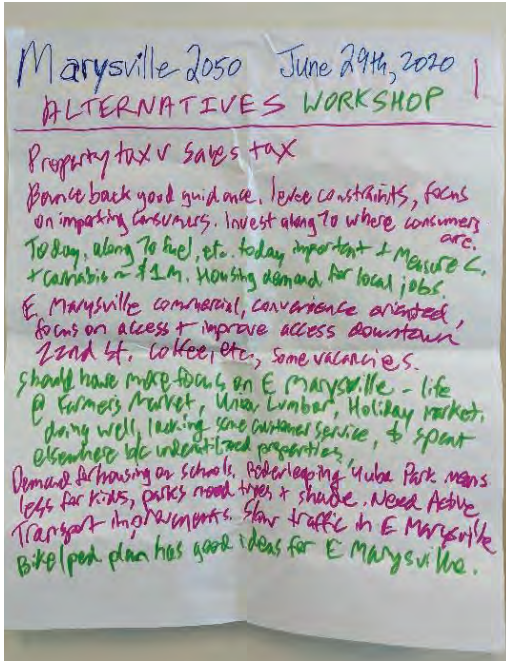 Marysville 2050 June 29th, 2020 1
ALTERNATIVES WORKSHOP
Property tax v Sales tax
Bounce back good guidance, levee constraints, focus
on importing consumers. Invest along 70 where consumers
are.
Today, along 70 fuel, etc. today important + Measure C.
+ cannabis ~ $1M. Housing demand for local jobs
E. Marysville commercial, convenience oriented,
focus on access + improve access downtown
22nd St. coffee, etc., some vacancies.
Should have more focus on E Marysville - life
@ Farmers Market, Union Lumber, Holiday market,
doing well, lacking some customer service, $ spent
elsewhere b/c underutilized properties,
Demand for housing on schools. Yuba Park means
less for kids, parks need trees + shade. Need Active
Transport improvements. Slow traffic in E Marysville
Bike/ped plan has good ideas for E Marysville.